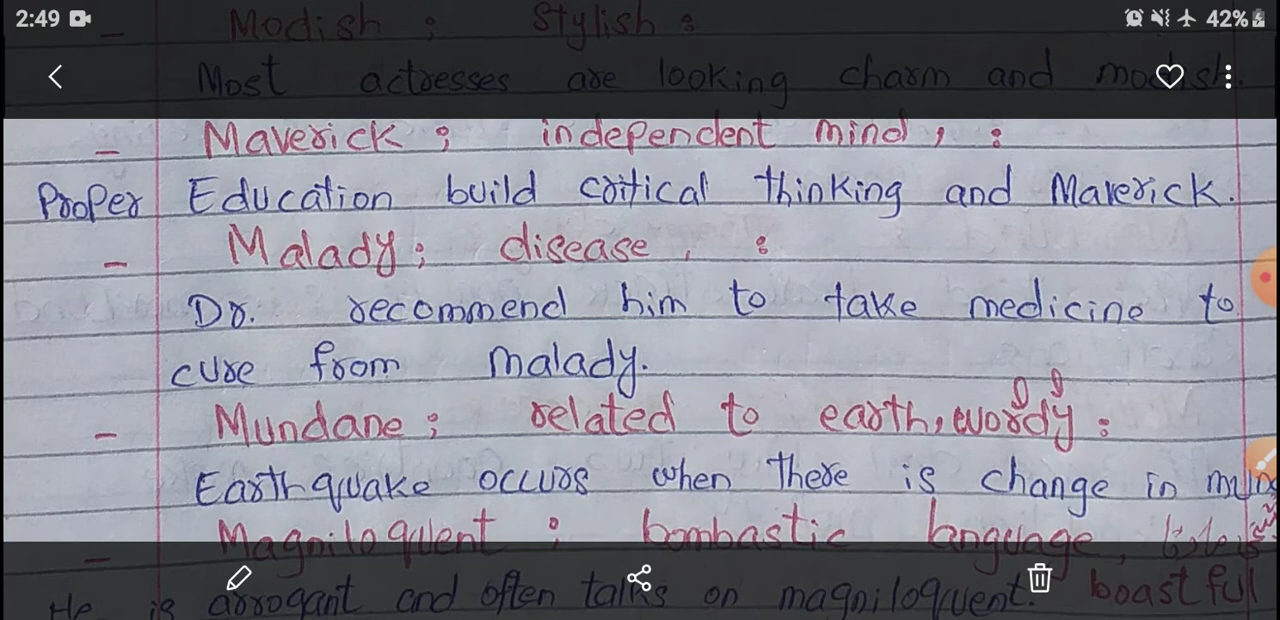 2:49 42%
- Modish : Stylish :
Most actresses are looking charm and modish.
- Maverick ; independent mind, :
Proper Education build critical thinking and Maverick.
- Malady ; disease, :
Dr. recommend him to take medicine to
cure from malady.
- Mundane ; related to earth, wordly :
Earthquake occurs when there is change in
- Magniloquent : bombastic language,
He is arrogant and often talks on magniloquent. boastful